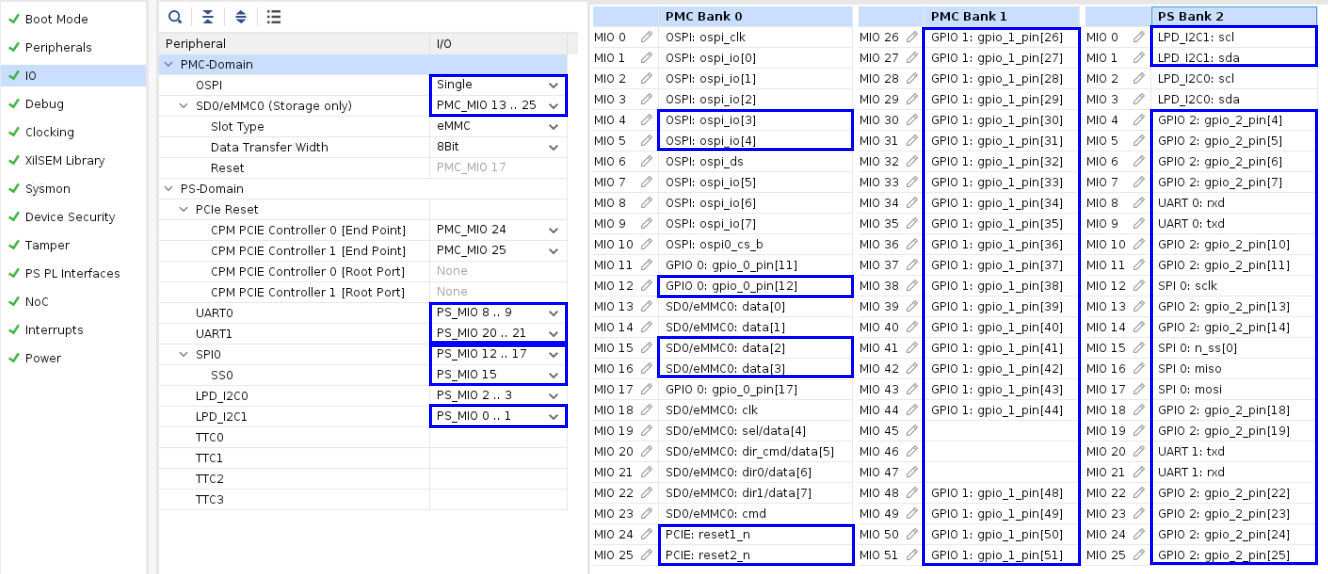 Boot Mode
Peripherals
IO
Debug
Clocking
XilSEM Library
Sysmon
Device Security
Tamper
PS PL Interfaces
NoC
Interrupts
Power
Peripheral I/O
PMC-Domain
OSPI Single
SD0/eMMC0 (Storage only) PMC_MIO 13 .. 25
Slot Type eMMC
Data Transfer Width 8Bit
Reset PMC_MIO 17
PS-Domain
PCIe Reset
CPM PCIE Controller 0 [End Point] PMC_MIO 24
CPM PCIE Controller 1 [End Point] PMC_MIO 25
CPM PCIE Controller 0 [Root Port] None
CPM PCIE Controller 1 [Root Port] None
UART0 PS_MIO 8 .. 9
UART1 PS_MIO 20 .. 21
SPI0 PS_MIO 12 .. 17
SS0 PS_MIO 15
LPD_I2C0 PS_MIO 2 .. 3
LPD_I2C1 PS_MIO 0 .. 1
TTC0
TTC1
TTC2
TTC3
PMC Bank 0
MIO 0 OSPI: ospi_clk
MIO 1 OSPI: ospi_io[0]
MIO 2 OSPI: ospi_io[1]
MIO 3 OSPI: ospi_io[2]
MIO 4 OSPI: ospi_io[3]
MIO 5 OSPI: ospi_io[4]
MIO 6 OSPI: ospi_ds
MIO 7 OSPI: ospi_io[5]
MIO 8 OSPI: ospi_io[6]
MIO 9 OSPI: ospi_io[7]
MIO 10 OSPI: ospi0_cs_b
MIO 11 GPIO 0: gpio_0_pin[11]
MIO 12 GPIO 0: gpio_0_pin[12]
MIO 13 SD0/eMMC0: data[0]
MIO 14 SD0/eMMC0: data[1]
MIO 15 SD0/eMMC0: data[2]
MIO 16 SD0/eMMC0: data[3]
MIO 17 GPIO 0: gpio_0_pin[17]
MIO 18 SD0/eMMC0: clk
MIO 19 SD0/eMMC0: sel/data[4]
MIO 20 SD0/eMMC0: dir_cmd/data[5]
MIO 21 SD0/eMMC0: dir0/data[6]
MIO 22 SD0/eMMC0: dir1/data[7]
MIO 23 SD0/eMMC0: cmd
MIO 24 PCIE: reset1_n
MIO 25 PCIE: reset2_n
PMC Bank 1
MIO 26 GPIO 1: gpio_1_pin[26]
MIO 27 GPIO 1: gpio_1_pin[27]
MIO 28 GPIO 1: gpio_1_pin[28]
MIO 29 GPIO 1: gpio_1_pin[29]
MIO 30 GPIO 1: gpio_1_pin[30]
MIO 31 GPIO 1: gpio_1_pin[31]
MIO 32 GPIO 1: gpio_1_pin[32]
MIO 33 GPIO 1: gpio_1_pin[33]
MIO 34 GPIO 1: gpio_1_pin[34]
MIO 35 GPIO 1: gpio_1_pin[35]
MIO 36 GPIO 1: gpio_1_pin[36]
MIO 37 GPIO 1: gpio_1_pin[37]
MIO 38 GPIO 1: gpio_1_pin[38]
MIO 39 GPIO 1: gpio_1_pin[39]
MIO 40 GPIO 1: gpio_1_pin[40]
MIO 41 GPIO 1: gpio_1_pin[41]
MIO 42 GPIO 1: gpio_1_pin[42]
MIO 43 GPIO 1: gpio_1_pin[43]
MIO 44 GPIO 1: gpio_1_pin[44]
MIO 45
MIO 46
MIO 47
MIO 48 GPIO 1: gpio_1_pin[48]
MIO 49 GPIO 1: gpio_1_pin[49]
MIO 50 GPIO 1: gpio_1_pin[50]
MIO 51 GPIO 1: gpio_1_pin[51]
PS Bank 2
MIO 0 LPD_I2C1: scl
MIO 1 LPD_I2C1: sda
MIO 2 LPD_I2C0: scl
MIO 3 LPD_I2C0: sda
MIO 4 GPIO 2: gpio_2_pin[4]
MIO 5 GPIO 2: gpio_2_pin[5]
MIO 6 GPIO 2: gpio_2_pin[6]
MIO 7 GPIO 2: gpio_2_pin[7]
MIO 8 UART 0: rxd
MIO 9 UART 0: txd
MIO 10 GPIO 2: gpio_2_pin[10]
MIO 11 GPIO 2: gpio_2_pin[11]
MIO 12 SPI 0: sclk
MIO 13 GPIO 2: gpio_2_pin[13]
MIO 14 GPIO 2: gpio_2_pin[14]
MIO 15 SPI 0: n_ss[0]
MIO 16 SPI 0: miso
MIO 17 SPI 0: mosi
MIO 18 GPIO 2: gpio_2_pin[18]
MIO 19 GPIO 2: gpio_2_pin[19]
MIO 20 UART 1: txd
MIO 21 UART 1: rxd
MIO 22 GPIO 2: gpio_2_pin[22]
MIO 23 GPIO 2: gpio_2_pin[23]
MIO 24 GPIO 2: gpio_2_pin[24]
MIO 25 GPIO 2: gpio_2_pin[25]